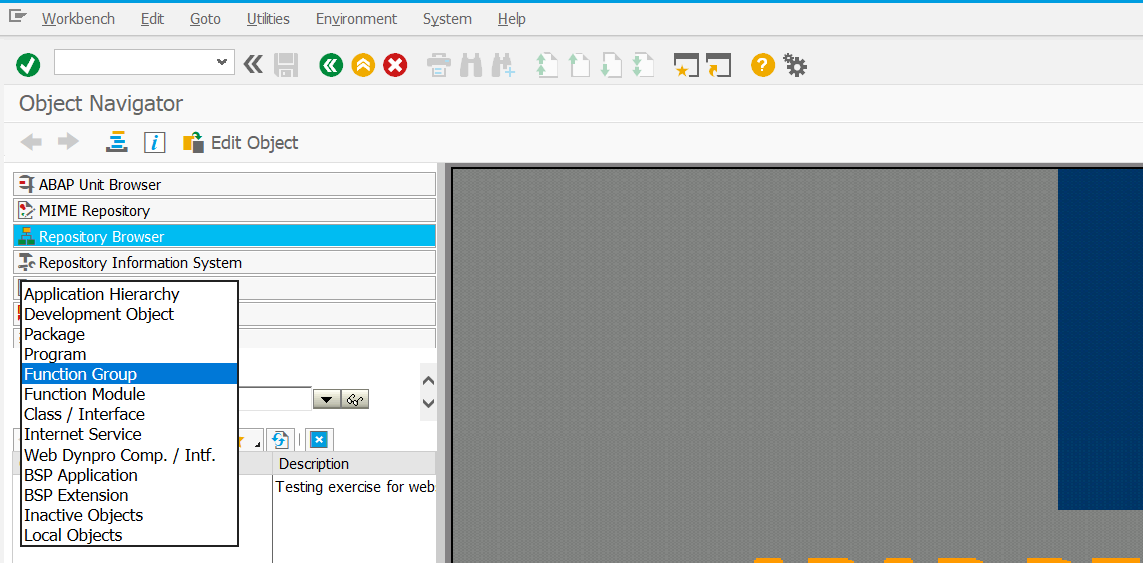 Workbench Edit Goto Utilities Environment System Help
Object Navigator
Edit Object
ABAP Unit Browser
MIME Repository
Repository Browser
Repository Information System
Application Hierarchy
Development Object
Package
Program
Function Group
Function Module
Class / Interface
Internet Service
Web Dynpro Comp. / Intf.
BSP Application
BSP Extension
Inactive Objects
Local Objects
Description
Testing exercise for web